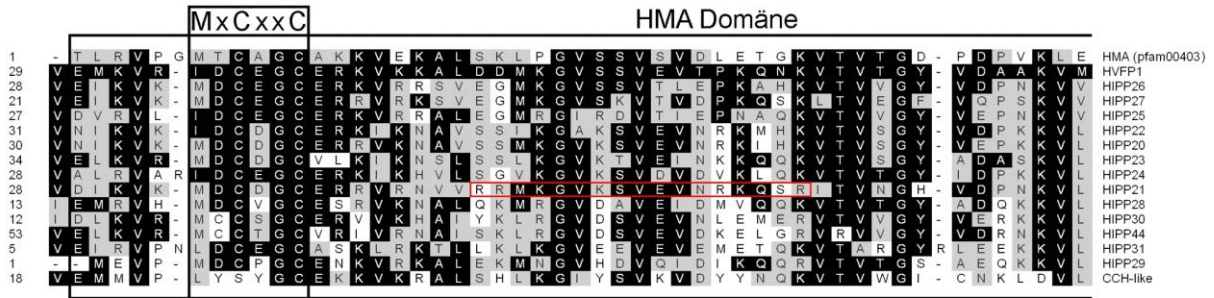 MxCxxC HMA Domäne
1 - T L R V P G M T C A G C A K K V E K A L S K L P G V S S V S V D L E T G K V T V T G D - P D P V K L E HMA (pfam00403)
29 V E M K V R - I D C E G C E R K V K K A L D D M K G V S S V E V T P K Q N K V T V T G Y - V D A A K V M HVFP1
28 V E I K V K - M D C E G C E R K V R R S V E G M K G V S S V T L E P K A H K V T V V G Y - V D P N K V V HIPP26
21 V E I K V K - M D C E G C E R R V R K S V E G M K G V S K V T V D P K Q S K L T V E G F - V Q P S K V V HIPP27
27 V D V R V L - I D C E G C E R K V R R A L E G M R G I R D V T I E P N A Q K V T V V G Y - V E P N K V V HIPP25
31 V N I K V K - I D C D G C E R K I K N A V S S I K G A K S V E V N R K M H K V T V S G Y - V D P K K V L HIPP22
30 V N I K V K - M D C D G C E R R V K N A V S S M K G V K S V E V N R K I H K V T V S G Y - V E P K K V L HIPP20
34 V E L K V R - M D C D G C V L K I K N S L S S L K G V K T V E I N K K Q Q K V T V S G Y - A D A S K V L HIPP23
28 V A L R V A R I D C E G C E R K I K H V L S G V K G V K S V D V D V K L Q K V T V T G Y - I D P K K V L HIPP24
28 V D I K V K - M D C D G C E R R V R N V V R R M K G V K S V E V N R K Q S R I T V N G H - V D P N K V L HIPP21
13 I E M R V H - M D C V G C E S R V K N A L Q K M R G V D A V E I N M V Q Q K V T V T G Y - A D Q K K V L HIPP28
12 I D L K V R - M C C S G C E R V V K H A I Y K L R G V D S V E V N L E M E R V T V V G Y - V E R K K V L HIPP30
53 V E L K V R - M C C T G C V R I V R N A I S K L R G V D S V E V D K E L G R V R V V G Y - V D R N K V L HIPP44
5 V E I R V P N L D C E G C A S K L R K T L L K L K G V E E V E V E M E T Q K V T A R G Y R L E E K K V L HIPP31
1 - - M E V P - M D C P G C E N K V R K A L E K M N G V H D V Q I D I K Q Q R V T V T G S - A E Q K K V L HIPP29
18 V E M M V P - L Y S Y G C E K K V K R A L S H L K G I Y S V K V D Y Y N Q K V T V W G I - C N K L D V L CCH-like